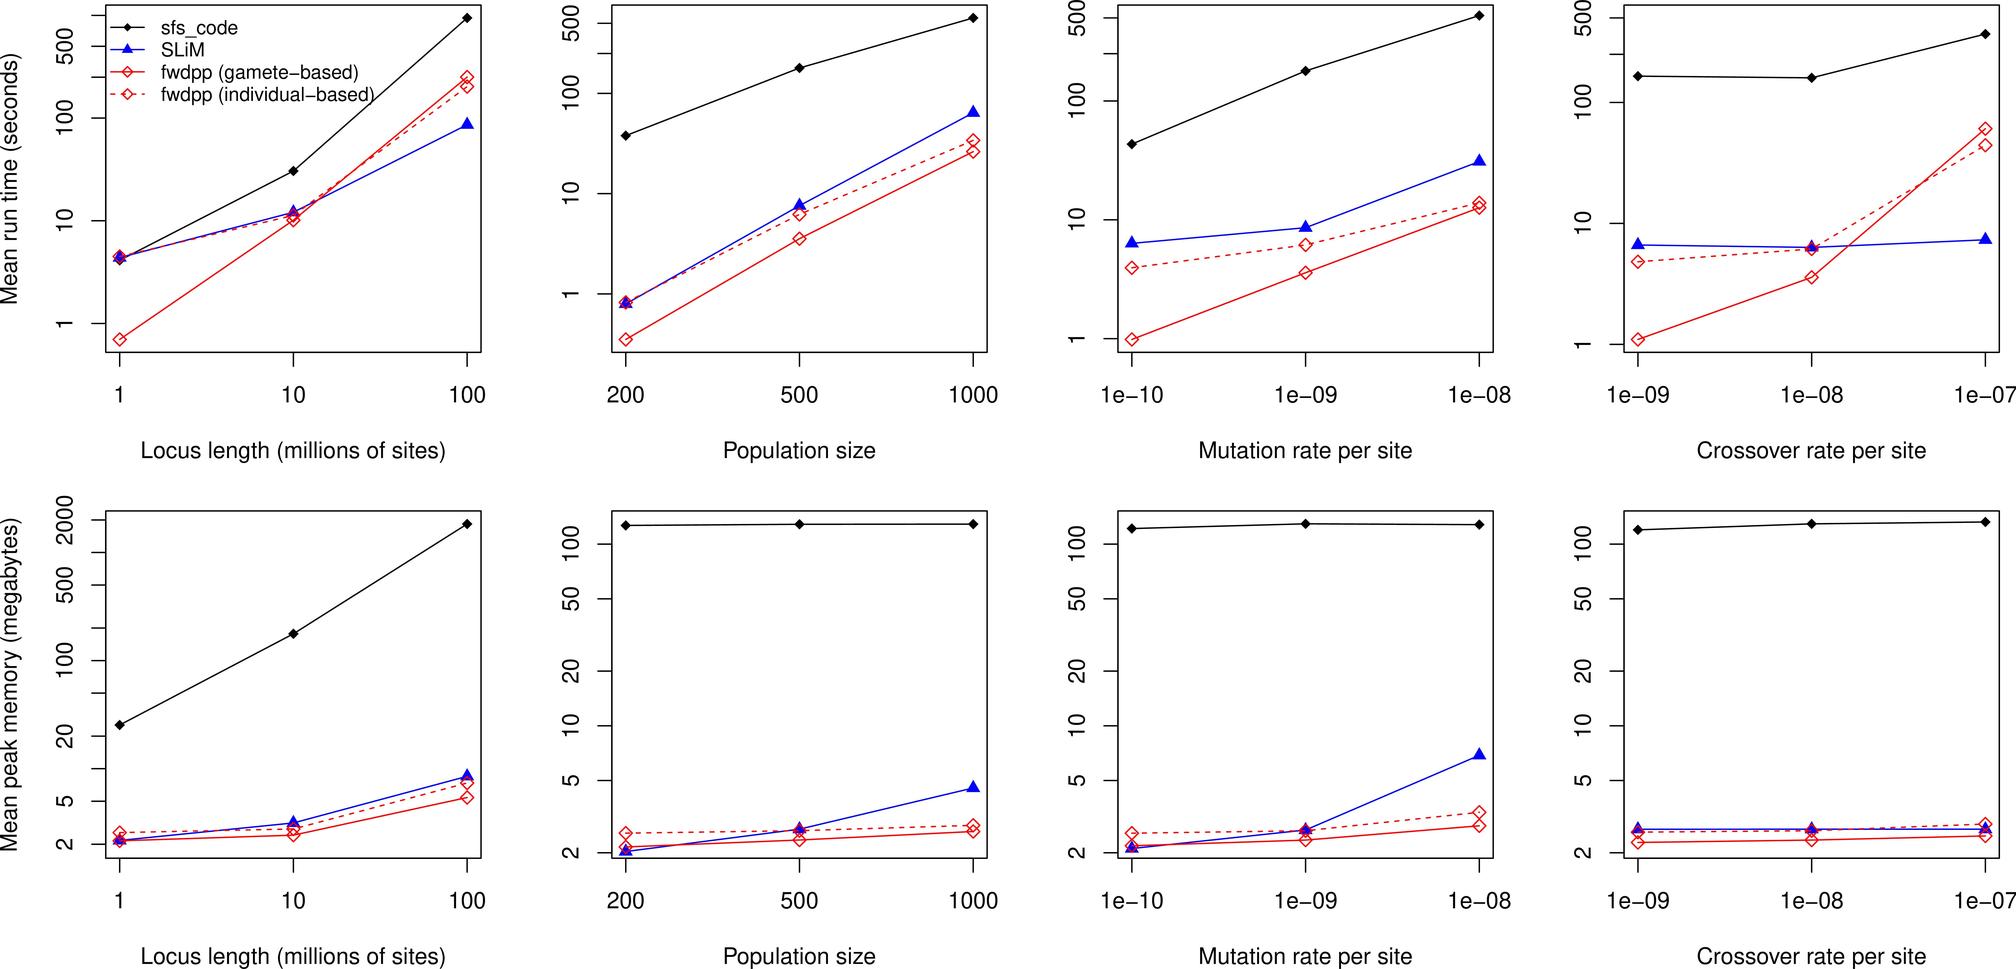 Mean run time (seconds)
500
100
10
1
sfs_code
SLiM
fwdpp (gamete−based)
fwdpp (individual−based)
1 10 100
Locus length (millions of sites)
500
100
10
1
200 500 1000
Population size
500
100
10
1
1e−10 1e−09 1e−08
Mutation rate per site
500
100
10
1
1e−09 1e−08 1e−07
Crossover rate per site
Mean peak memory (megabytes)
2000
500
100
20
5
2
1 10 100
Locus length (millions of sites)
100
50
20
10
5
2
200 500 1000
Population size
100
50
20
10
5
2
1e−10 1e−09 1e−08
Mutation rate per site
100
50
20
10
5
2
1e−09 1e−08 1e−07
Crossover rate per site